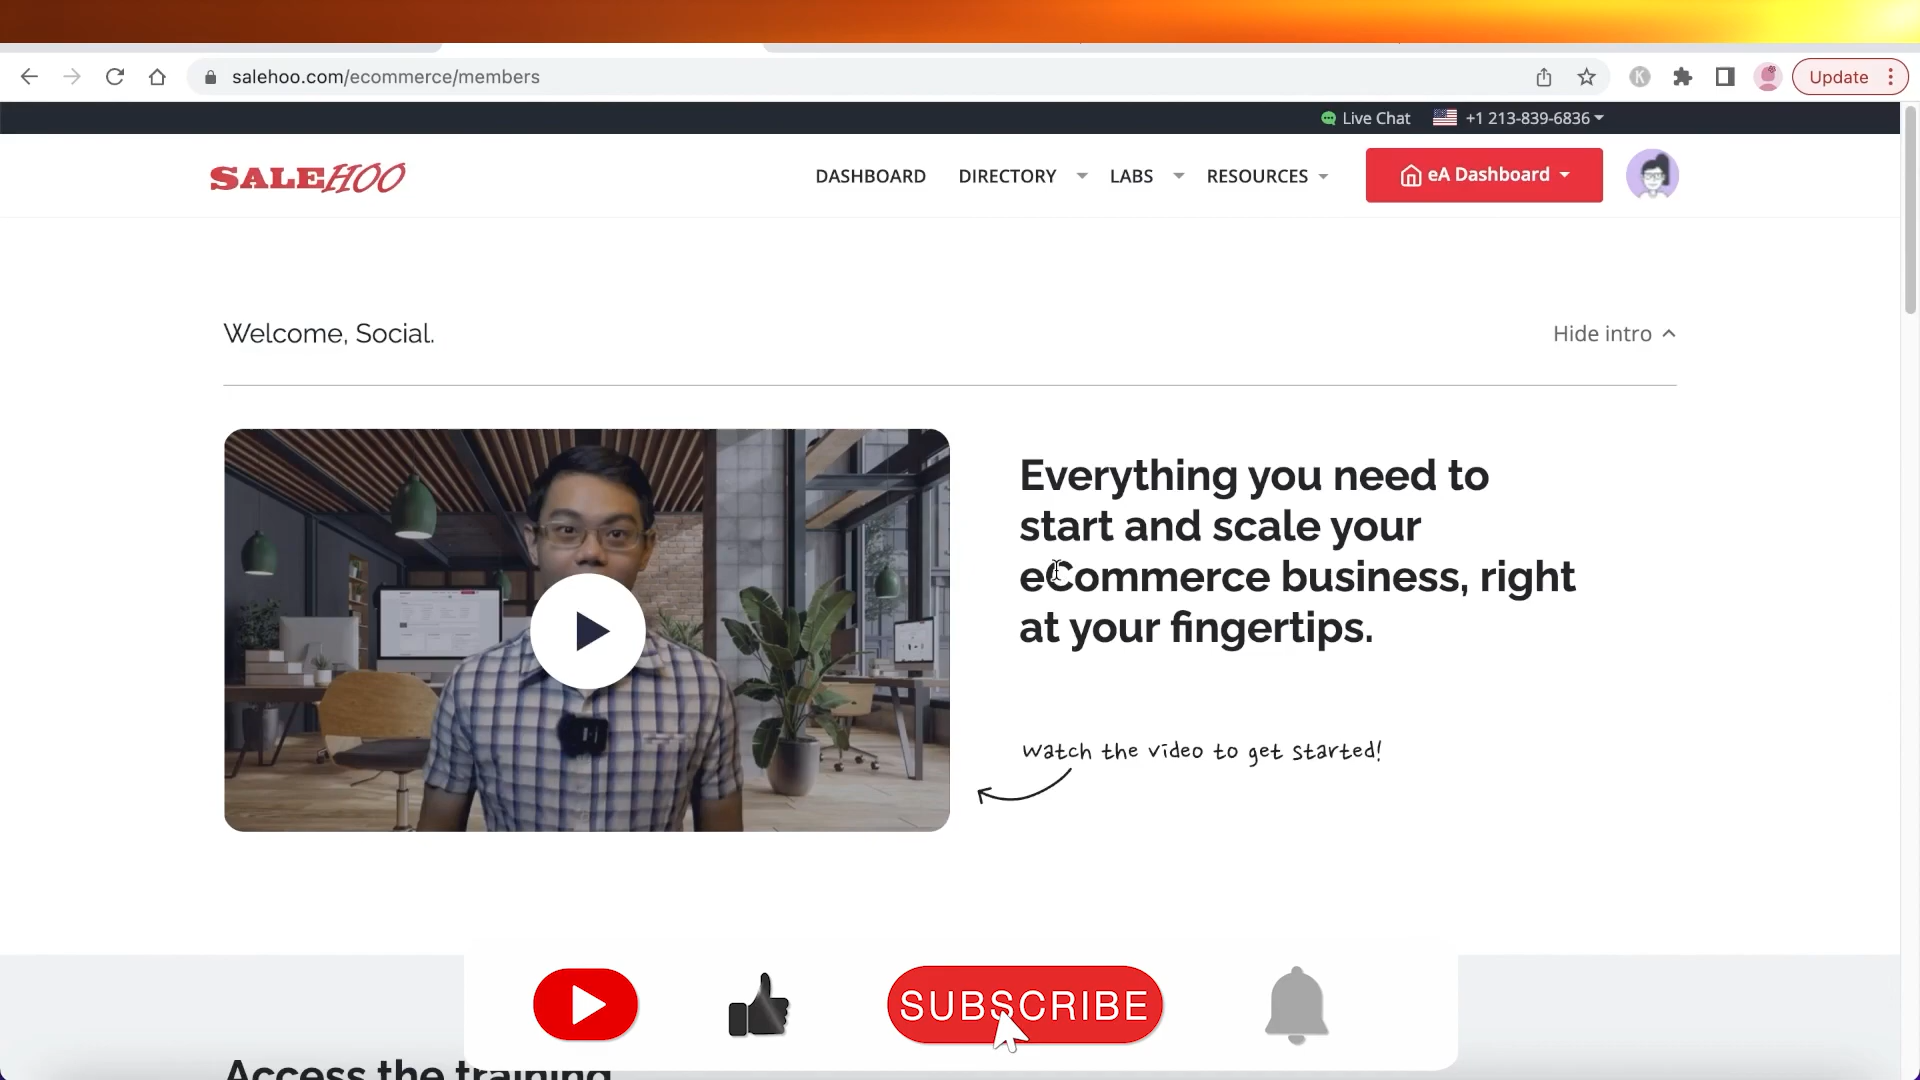 salehoo.com/ecommerce/members
Update
Live Chat
+1 213-839-6836
SALEHOO
DASHBOARD
DIRECTORY
LABS
RESOURCES
eA Dashboard
Welcome, Social.
Hide intro
Everything you need to
start and scale your
eCommerce business, right
at your fingertips.
Watch the video to get started!
SUBSCRIBE
Access the training